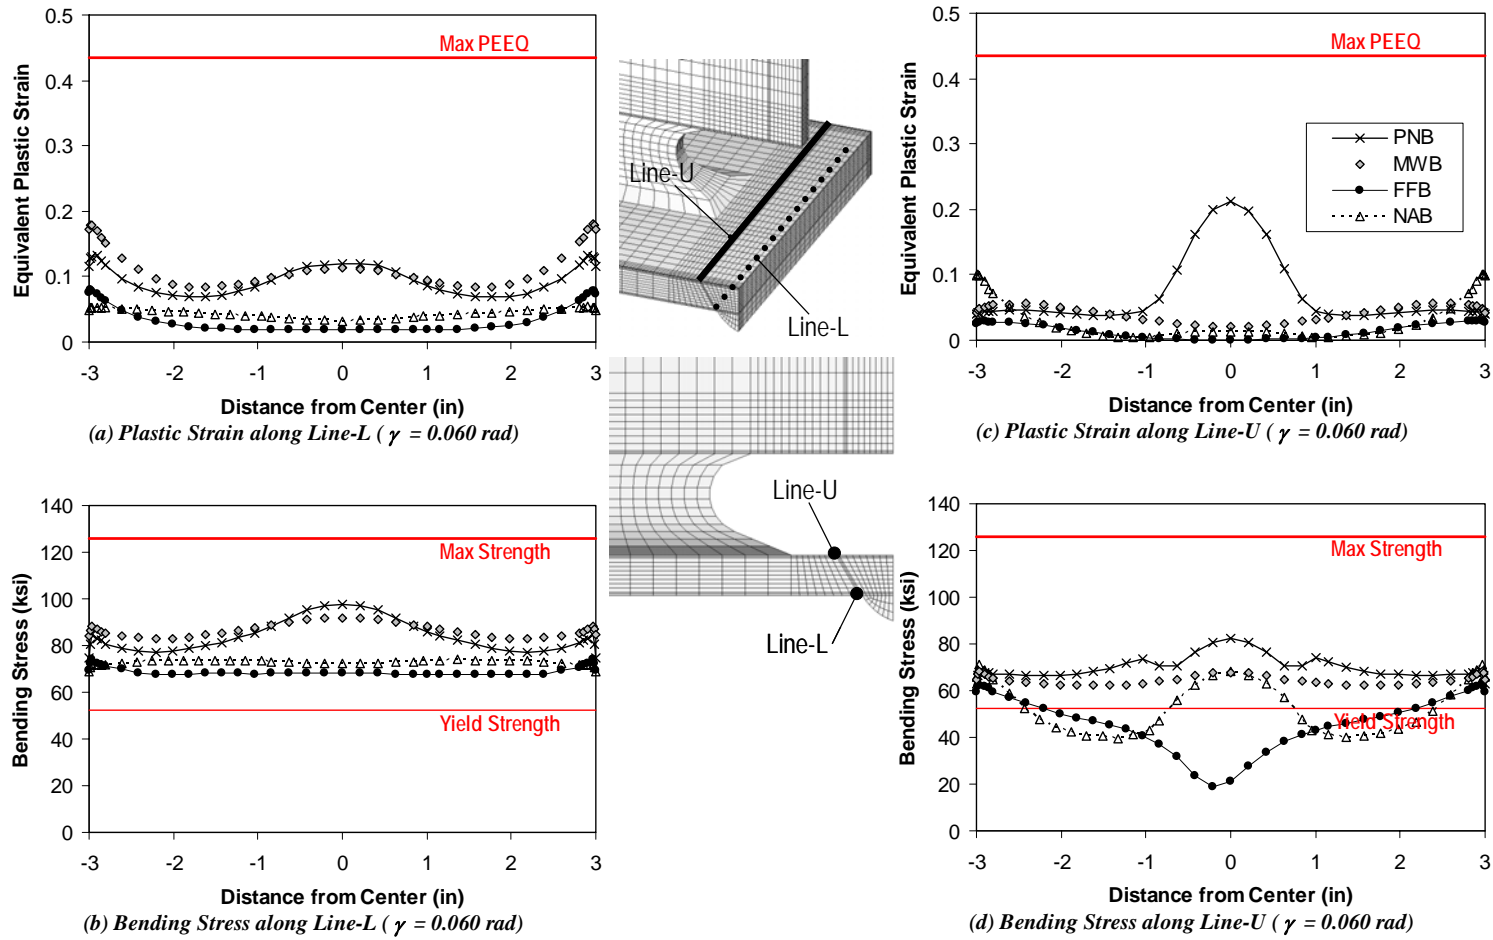 0.5
0.4
0.3
0.2
0.1
0
Equivalent Plastic Strain
Max PEEQ
-3 -2 -1 0 1 2 3
Distance from Center (in)
(a) Plastic Strain along Line-L ( γ = 0.060 rad)
Line-U
Line-L
0.5
0.4
0.3
0.2
0.1
0
Equivalent Plastic Strain
Max PEEQ
PNB
MWB
FFB
NAB
-3 -2 -1 0 1 2 3
Distance from Center (in)
(c) Plastic Strain along Line-U ( γ = 0.060 rad)
140
120
100
80
60
40
20
0
Bending Stress (ksi)
Max Strength
Yield Strength
-3 -2 -1 0 1 2 3
Distance from Center (in)
(b) Bending Stress along Line-L ( γ = 0.060 rad)
Line-U
Line-L
140
120
100
80
60
40
20
0
Bending Stress (ksi)
Max Strength
Yield Strength
-3 -2 -1 0 1 2 3
Distance from Center (in)
(d) Bending Stress along Line-U ( γ = 0.060 rad)